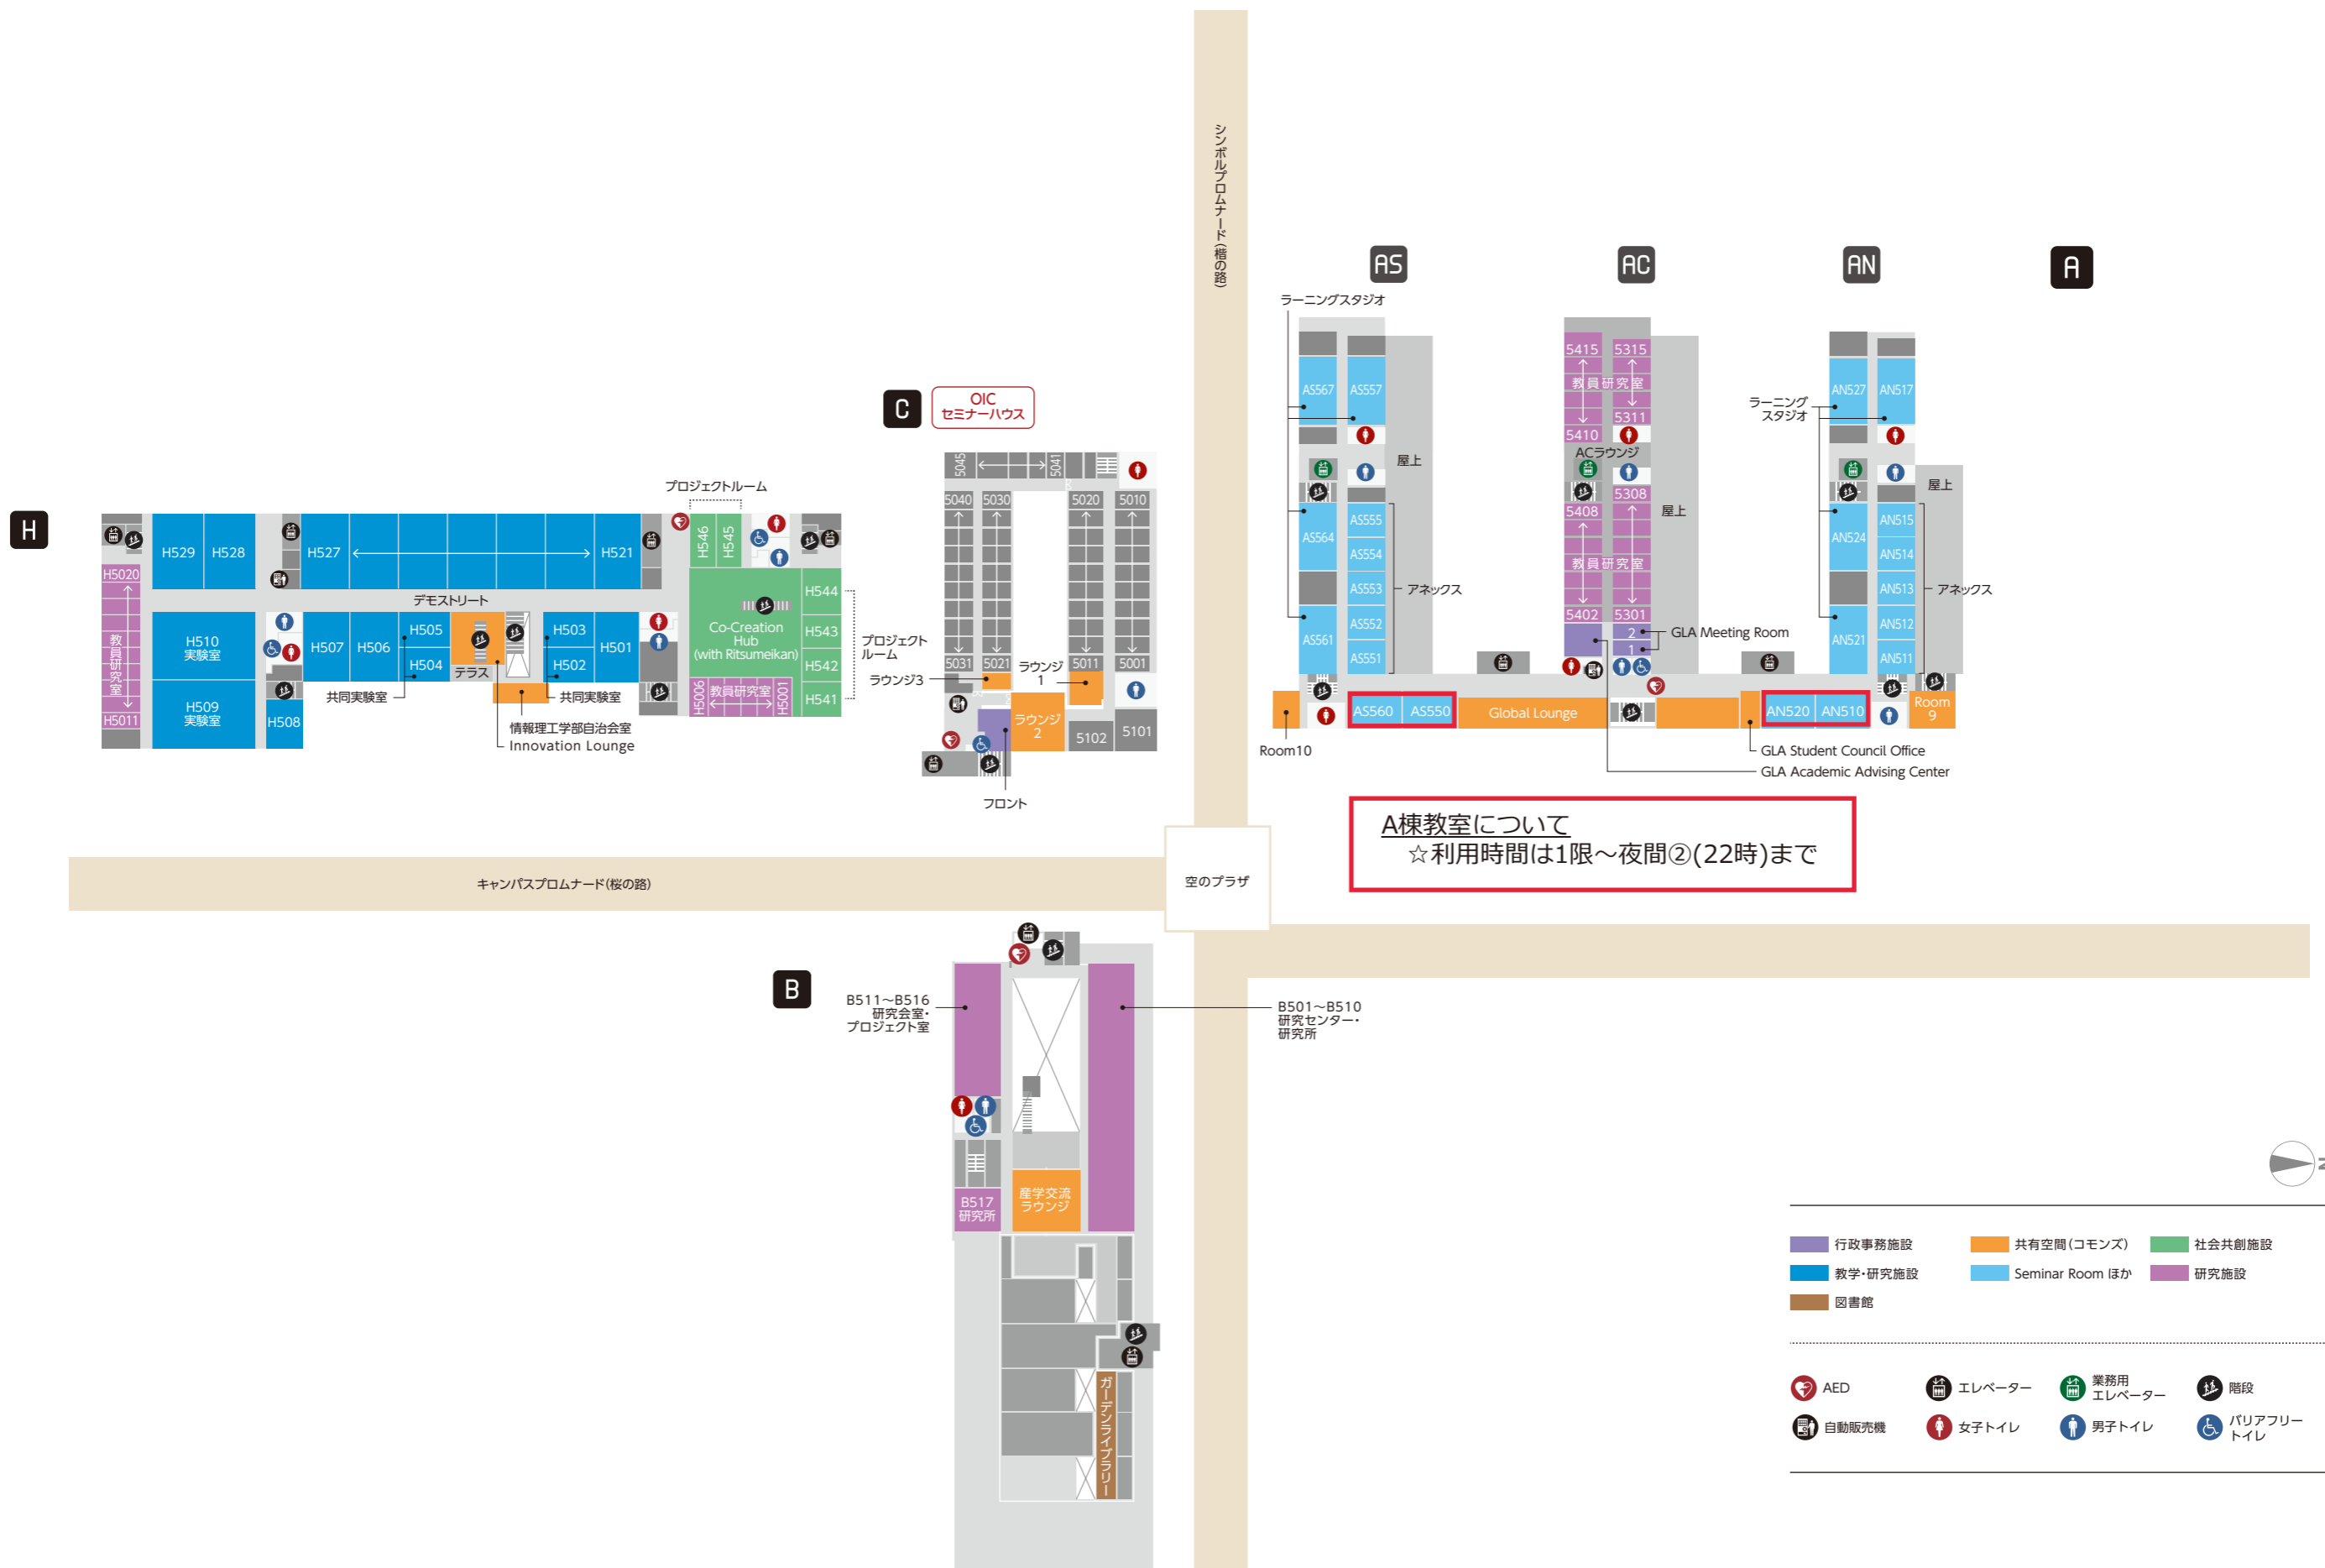 シンボルプロムナード(楷の路)
AS
AC
AN
A
ラーニングスタジオ
AS567
AS557
屋上
AS564
AS555
AS554
AS553
アネックス
AS552
AS561
AS551
5415
5315
教員研究室
5311
5410
ACラウンジ
屋上
5308
5408
教員研究室
5402
5301
2
GLA Meeting Room
1
ラーニング
スタジオ
AN527
AN517
屋上
AN524
AN515
AN514
AN513
アネックス
AN512
AN521
AN511
Room10
AS560
AS550
Global Lounge
AN520
AN510
Room
9
GLA Student Council Office
GLA Academic Advising Center
A棟教室について
☆利用時間は1限～夜間②(22時)まで
C
OIC
セミナーハウス
5045
5041
5040
5030
5020
5010
5031
5021
5011
5001
ラウンジ
1
ラウンジ3
ラウンジ
2
5102
5101
フロント
H
プロジェクトルーム
H529
H528
H527
H521
H546
H545
H5020
教員研究室
H5011
デモストリート
H510
実験室
H509
実験室
H508
H507
H506
H505
H504
テラス
H503
H502
H501
共同実験室
共同実験室
情報理工学部自治会室
Innovation Lounge
Co-Creation
Hub
(with Ritsumeikan)
H544
H543
H542
H541
プロジェクト
ルーム
H5006
教員研究室
H5001
キャンパスプロムナード(桜の路)
空のプラザ
B
B511～B516
研究会室・
プロジェクト室
B501～B510
研究センター・
研究所
B517
研究所
産学交流
ラウンジ
ガーデンライブラリー
N
行政事務施設
共有空間(コモンズ)
社会共創施設
教学・研究施設
Seminar Room ほか
研究施設
図書館
AED
エレベーター
業務用
エレベーター
階段
自動販売機
女子トイレ
男子トイレ
バリアフリー
トイレ